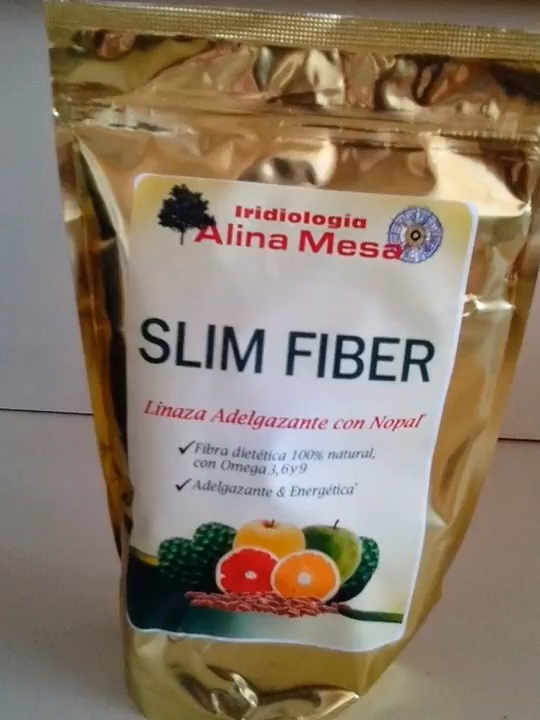 Iridiologia
Alina Mesa
SLIM FIBER
Linaza Adelgazante con Nopal
✓Fibra dietética 100% natural,
con Omega 3, 6 y 9
✓Adelgazante & Energética*